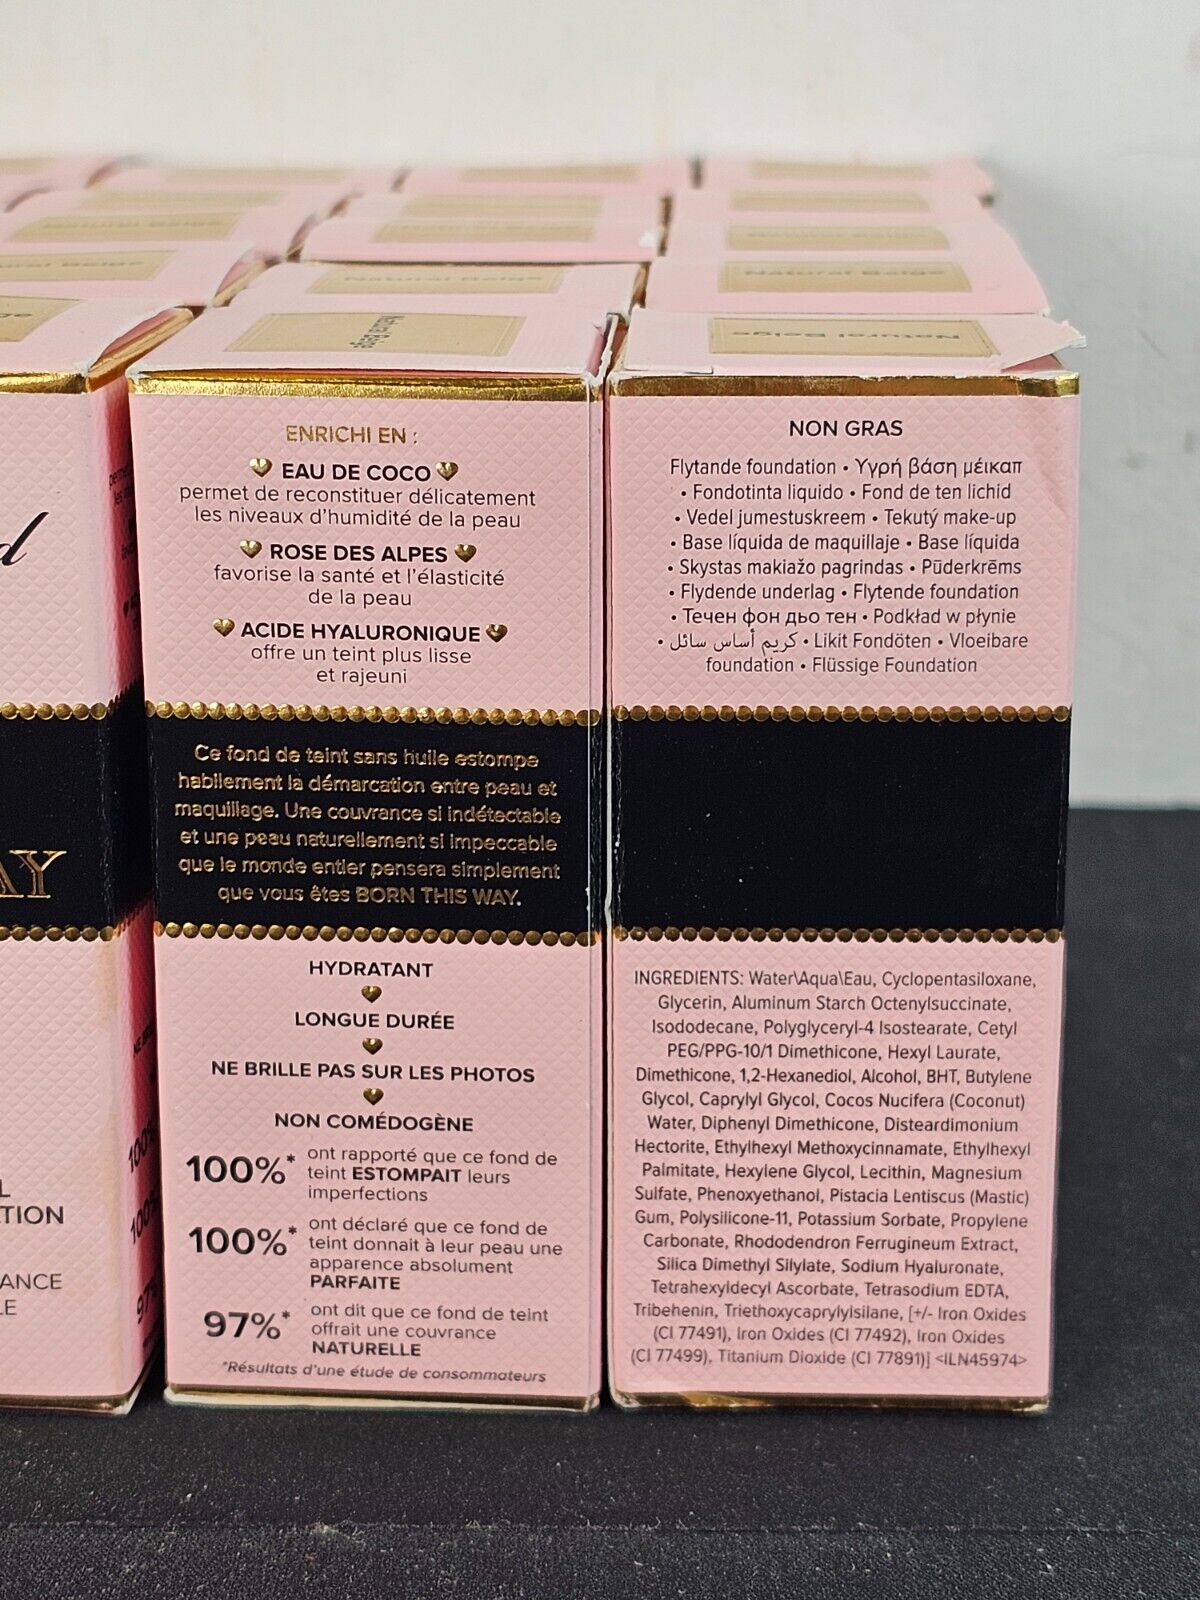 Natural Beige
Natural Beige
Natural Beige
Natural Beige
d
AY
L
TION
ANCE
LE
100%
100%
97%
ENRICHI EN :
EAU DE COCO
permet de reconstituer délicatement
les niveaux d'humidité de la peau
ROSE DES ALPES
favorise la santé et l'élasticité
de la peau
ACIDE HYALURONIQUE
offre un teint plus lisse
et rajeuni
Ce fond de teint sans huile estompe
habilement la démarcation entre peau et
maquillage. Une couvrance si indétectable
et une peau naturellement si impeccable
que le monde entier pensera simplement
que vous êtes BORN THIS WAY.
HYDRATANT
LONGUE DURÉE
NE BRILLE PAS SUR LES PHOTOS
NON COMÉDOGÈNE
100%* ont rapporté que ce fond de
teint ESTOMPAIT leurs
imperfections
100%* ont déclaré que ce fond de
teint donnait à leur peau une
apparence absolument
PARFAITE
97%* ont dit que ce fond de teint
offrait une couvrance
NATURELLE
*Résultats d'une étude de consommateurs
NON GRAS
Flytande foundation • Υγρή βάση μέικαπ
• Fondotinta liquido • Fond de ten lichid
• Vedel jumestuskreem • Tekutý make-up
• Base líquida de maquillaje • Base líquida
• Skystas makiažo pagrindas • Pūderkrēms
• Flydende underlag • Flytende foundation
• Течен фон дьо тен • Podkład w płynie
• كريم أساس سائل • Likit Fondöten • Vloeibare
foundation • Flüssige Foundation
INGREDIENTS: Water\Aqua\Eau, Cyclopentasiloxane,
Glycerin, Aluminum Starch Octenylsuccinate,
Isododecane, Polyglyceryl-4 Isostearate, Cetyl
PEG/PPG-10/1 Dimethicone, Hexyl Laurate,
Dimethicone, 1,2-Hexanediol, Alcohol, BHT, Butylene
Glycol, Caprylyl Glycol, Cocos Nucifera (Coconut)
Water, Diphenyl Dimethicone, Disteardimonium
Hectorite, Ethylhexyl Methoxycinnamate, Ethylhexyl
Palmitate, Hexylene Glycol, Lecithin, Magnesium
Sulfate, Phenoxyethanol, Pistacia Lentiscus (Mastic)
Gum, Polysilicone-11, Potassium Sorbate, Propylene
Carbonate, Rhododendron Ferrugineum Extract,
Silica Dimethyl Silylate, Sodium Hyaluronate,
Tetrahexyldecyl Ascorbate, Tetrasodium EDTA,
Tribehenin, Triethoxycaprylylsilane, [+/- Iron Oxides
(CI 77491), Iron Oxides (CI 77492), Iron Oxides
(CI 77499), Titanium Dioxide (CI 77891)] <ILN45974>